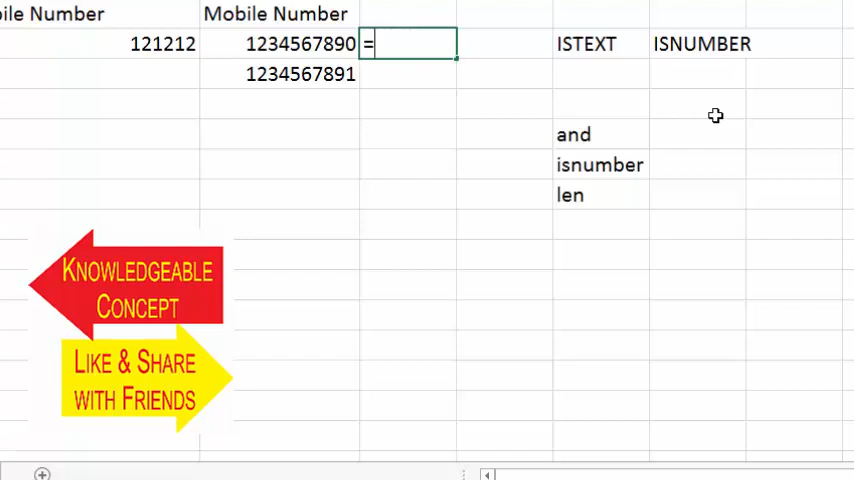 bile Number Mobile Number
121212 1234567890 = ISTEXT ISNUMBER
1234567891
and
isnumber
len
KNOWLEDGEABLE
CONCEPT
LIKE & SHARE
WITH FRIENDS